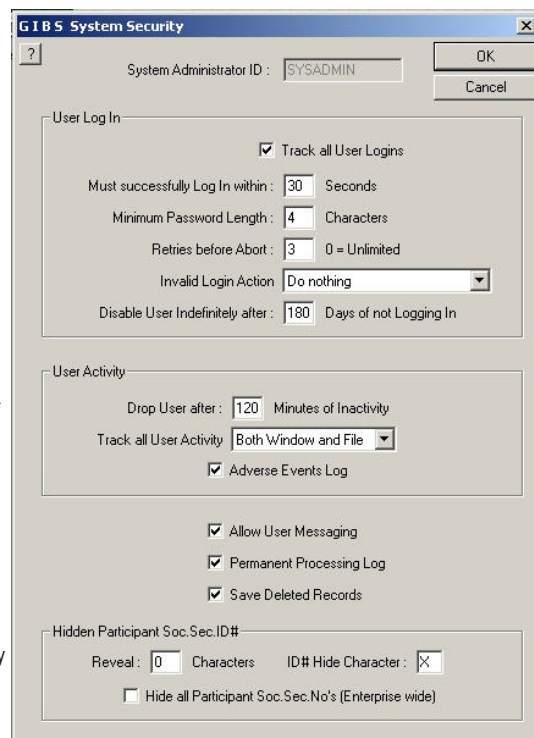 GIBS System Security
?
System Administrator ID : SYSADMIN
OK
Cancel
User Log In
Track all User Logins
Must successfully Log In within : 30 Seconds
Minimum Password Length : 4 Characters
Retries before Abort : 3 0 = Unlimited
Invalid Login Action Do nothing
Disable User Indefinitely after : 180 Days of not Logging In
User Activity
Drop User after : 120 Minutes of Inactivity
Track all User Activity Both Window and File
Adverse Events Log
Allow User Messaging
Permanent Processing Log
Save Deleted Records
Hidden Participant Soc.Sec.ID#
Reveal : 0 Characters ID# Hide Character : X
Hide all Participant Soc.Sec.No's (Enterprise wide)